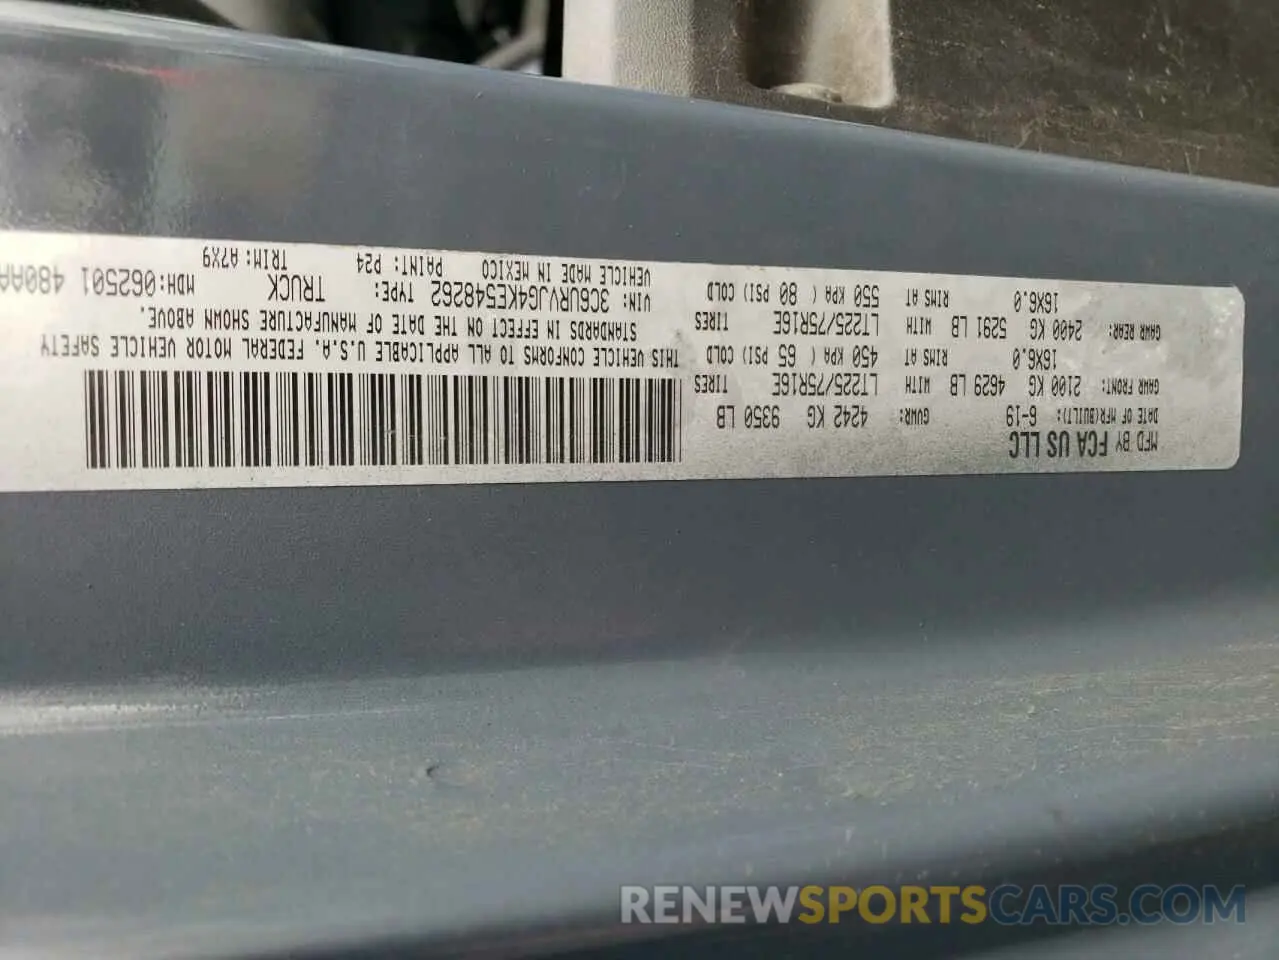 MFD BY FCA US LLC
DATE OF MFR(BUILT): 6-19 GVWR: 4242 KG 9350 LB
GAWR FRONT: 2100 KG 4629 LB WITH LT225/75R16E TIRES
16X6.0 RIMS AT 450 KPA ( 65 PSI) COLD
GAWR REAR: 2400 KG 5291 LB WITH LT225/75R16E TIRES
16X6.0 RIMS AT 550 KPA ( 80 PSI) COLD
THIS VEHICLE CONFORMS TO ALL APPLICABLE U.S.A. FEDERAL MOTOR VEHICLE SAFETY
STANDARDS IN EFFECT ON THE DATE OF MANUFACTURE SHOWN ABOVE.
VIN: 3C6URVJG4KE548262 TYPE: TRUCK MDH:062501 480AA
VEHICLE MADE IN MEXICO PAINT: P24 TRIM: A7X9
RENEWSPORTSCARS.COM